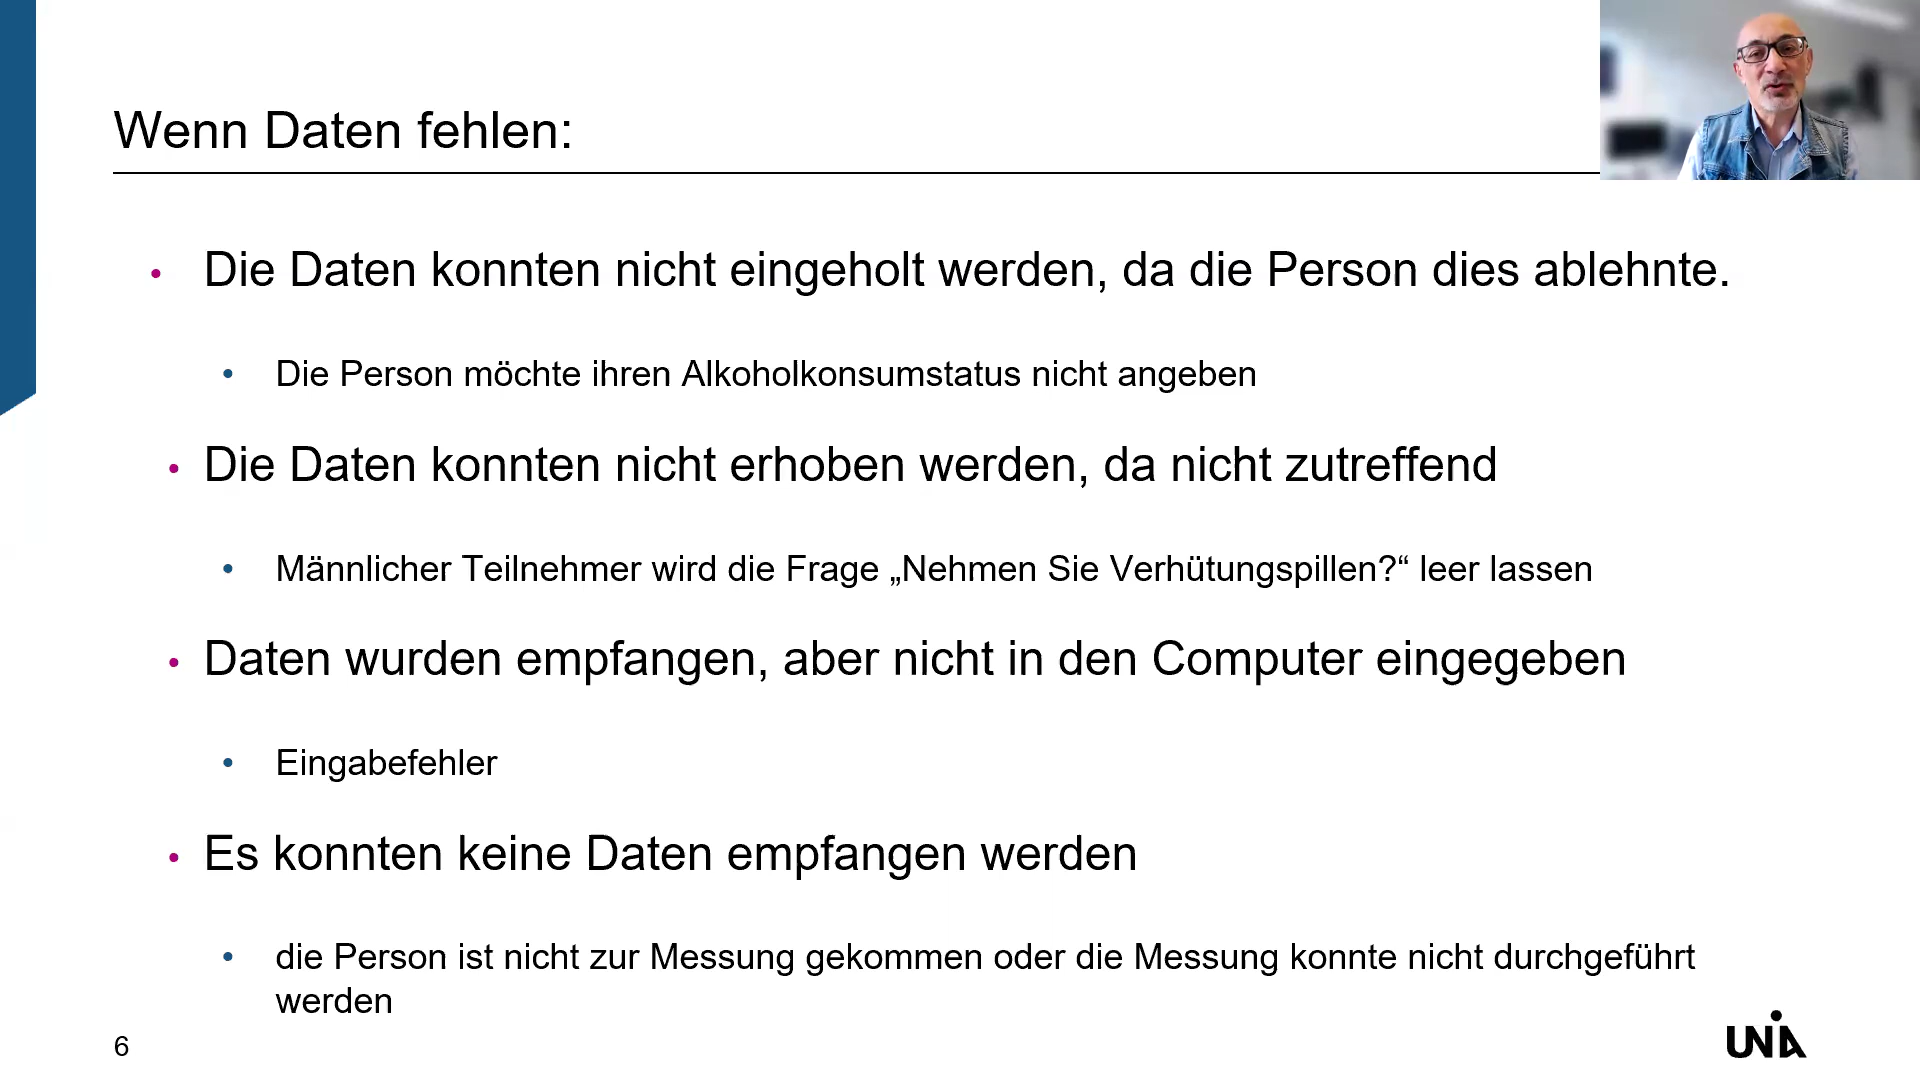 Wenn Daten fehlen:
• Die Daten konnten nicht eingeholt werden, da die Person dies ablehnte.
• Die Person möchte ihren Alkoholkonsumstatus nicht angeben
• Die Daten konnten nicht erhoben werden, da nicht zutreffend
• Männlicher Teilnehmer wird die Frage „Nehmen Sie Verhütungspillen?“ leer lassen
• Daten wurden empfangen, aber nicht in den Computer eingegeben
• Eingabefehler
• Es konnten keine Daten empfangen werden
• die Person ist nicht zur Messung gekommen oder die Messung konnte nicht durchgeführt
werden
6
UNIA